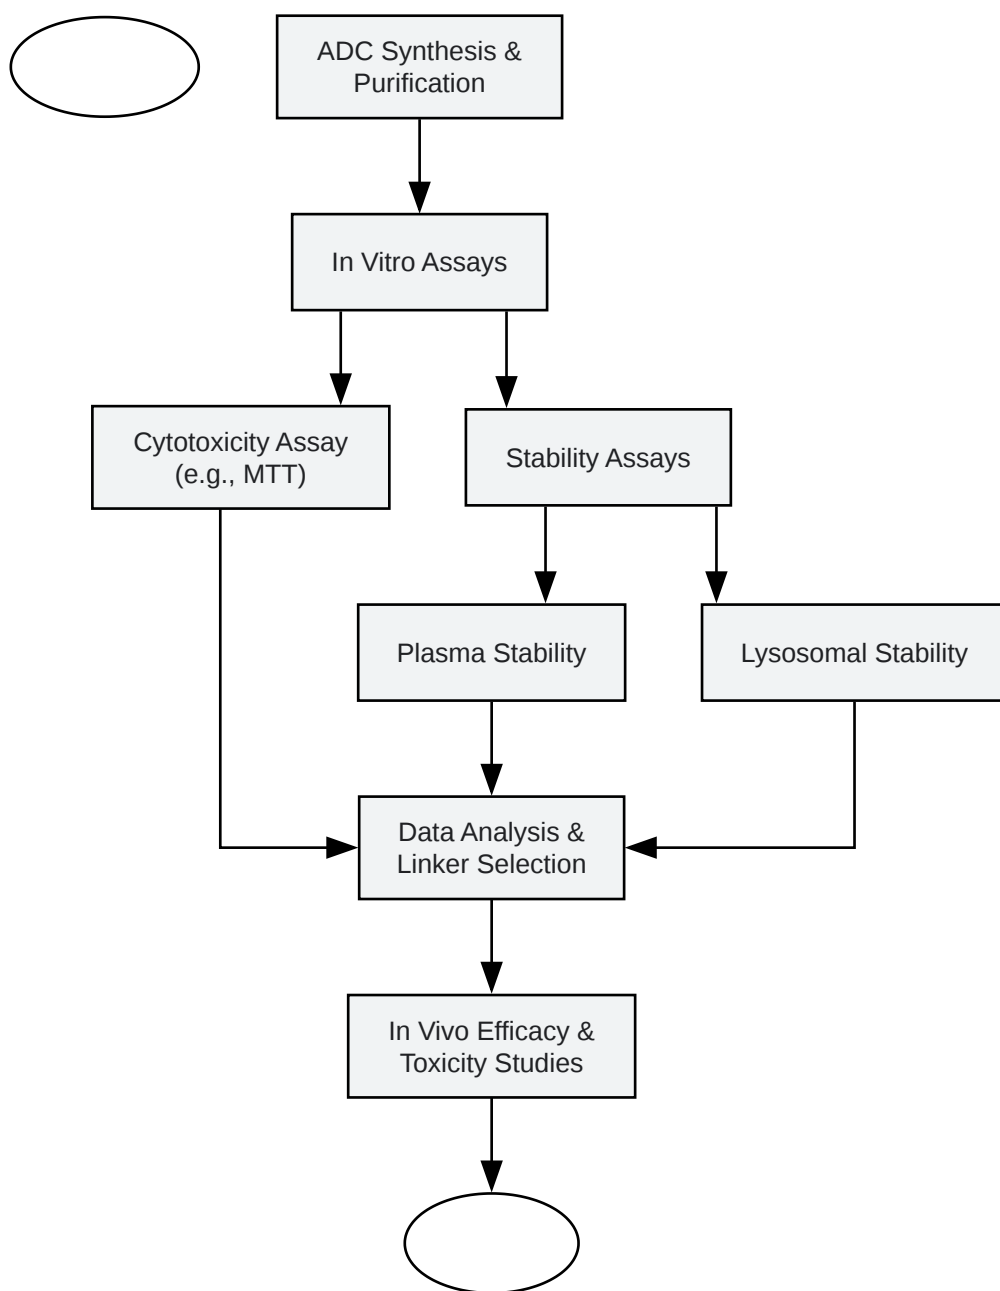 ADC Synthesis &
Purification
In Vitro Assays
Cytotoxicity Assay
(e.g., MTT)
Stability Assays
Plasma Stability
Lysosomal Stability
Data Analysis &
Linker Selection
In Vivo Efficacy &
Toxicity Studies